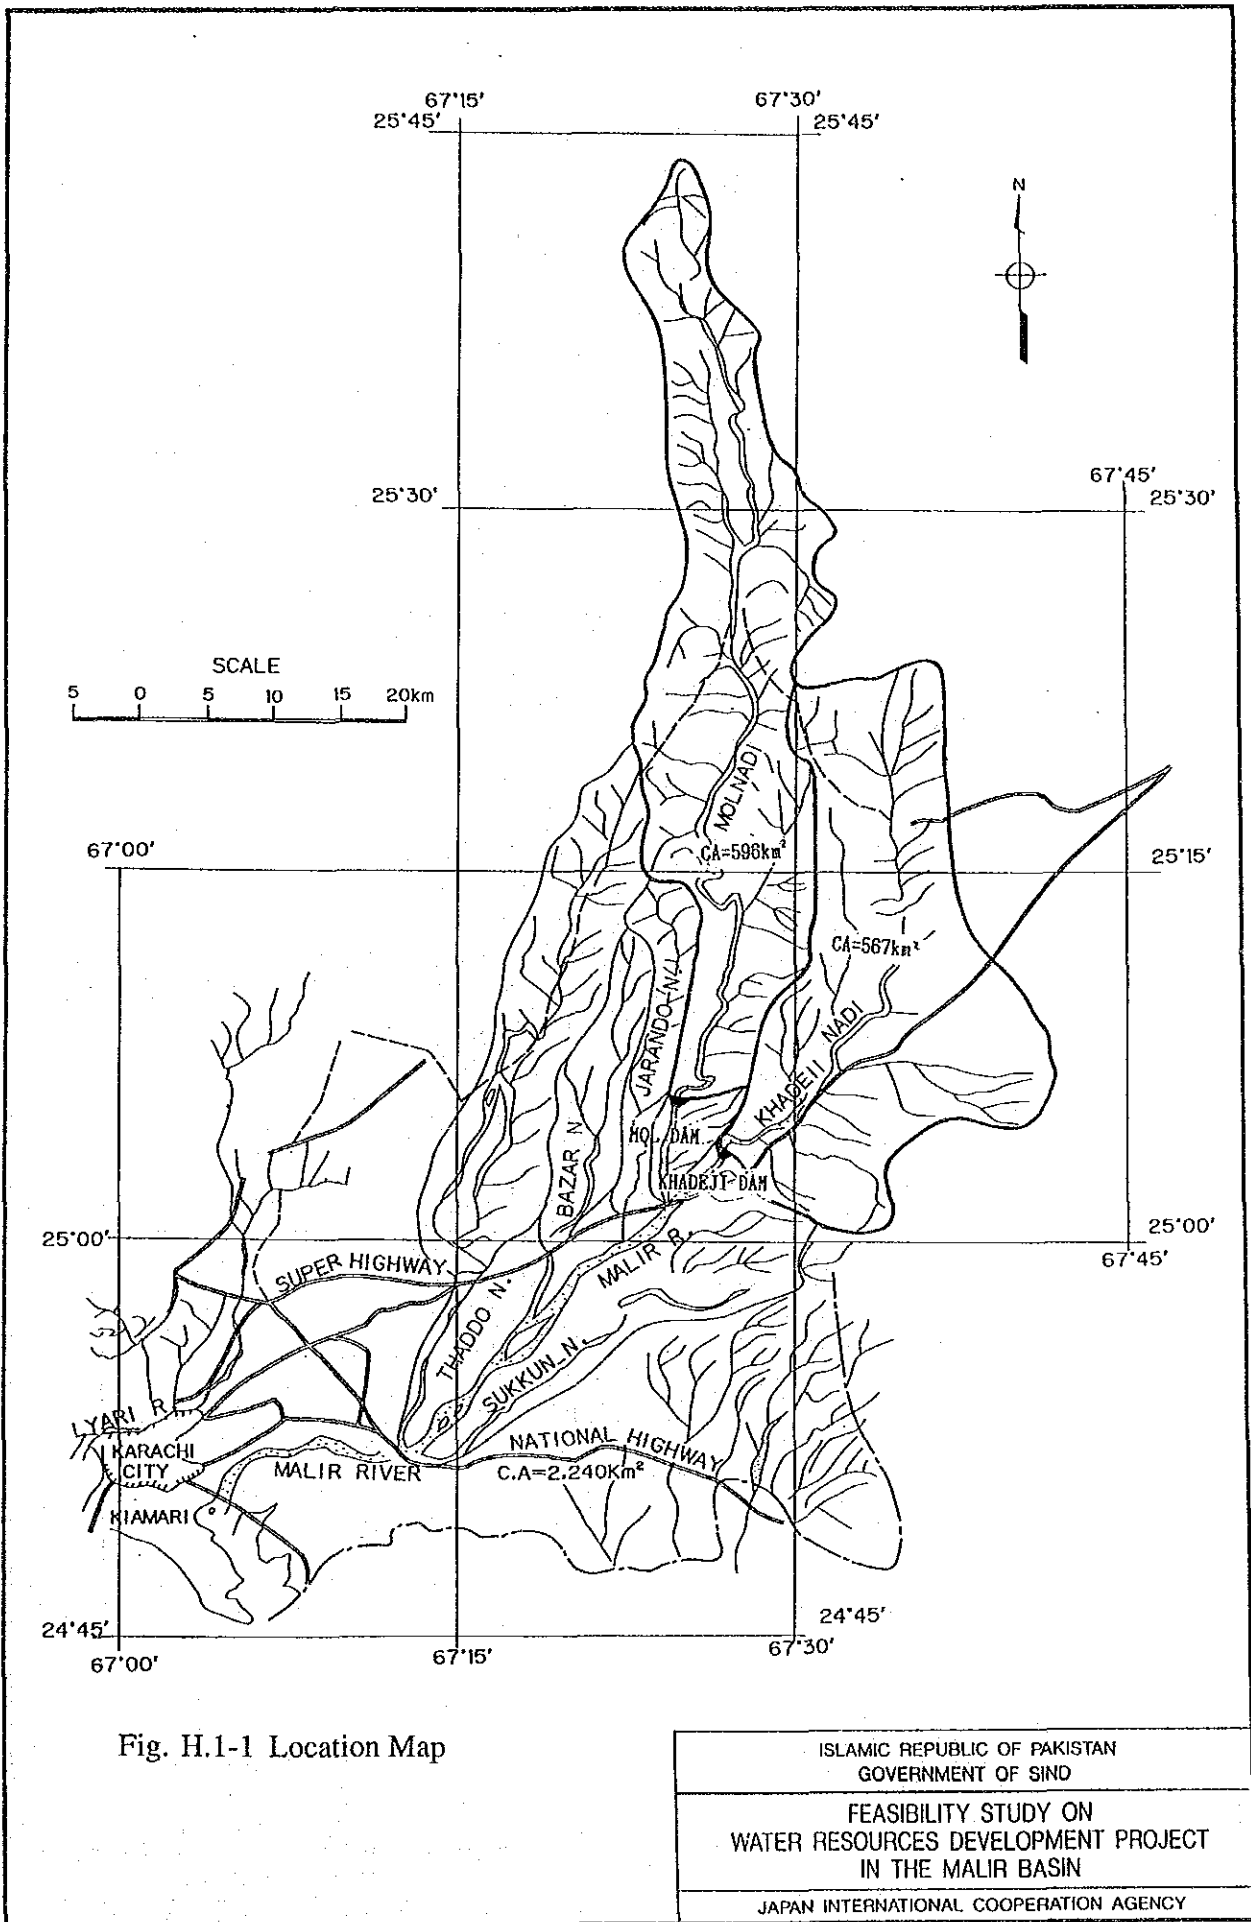 67°15'
67°30'
25°45'
25°45'
N
67°45'
25°30'
25°30'
SCALE
5 0 5 10 15 20km
MOLNADI
CA=596km²
67°00'
25°15'
CA=567km²
JARANDO N.
KHADEJI NADI
BAZAR N
MOL DAM
KHADEJI DAM
25°00'
25°00'
67°45'
SUPER HIGHWAY
MALIR R.
THADDO N.
SUKKUN N.
LYARI R.
KARACHI
CITY
NATIONAL HIGHWAY
MALIR RIVER
C.A=2.240Km²
KIAMARI
24°45'
24°45'
67°00'
67°15'
67°30'
Fig. H.1-1 Location Map
ISLAMIC REPUBLIC OF PAKISTAN
GOVERNMENT OF SIND
FEASIBILITY STUDY ON
WATER RESOURCES DEVELOPMENT PROJECT
IN THE MALIR BASIN
JAPAN INTERNATIONAL COOPERATION AGENCY